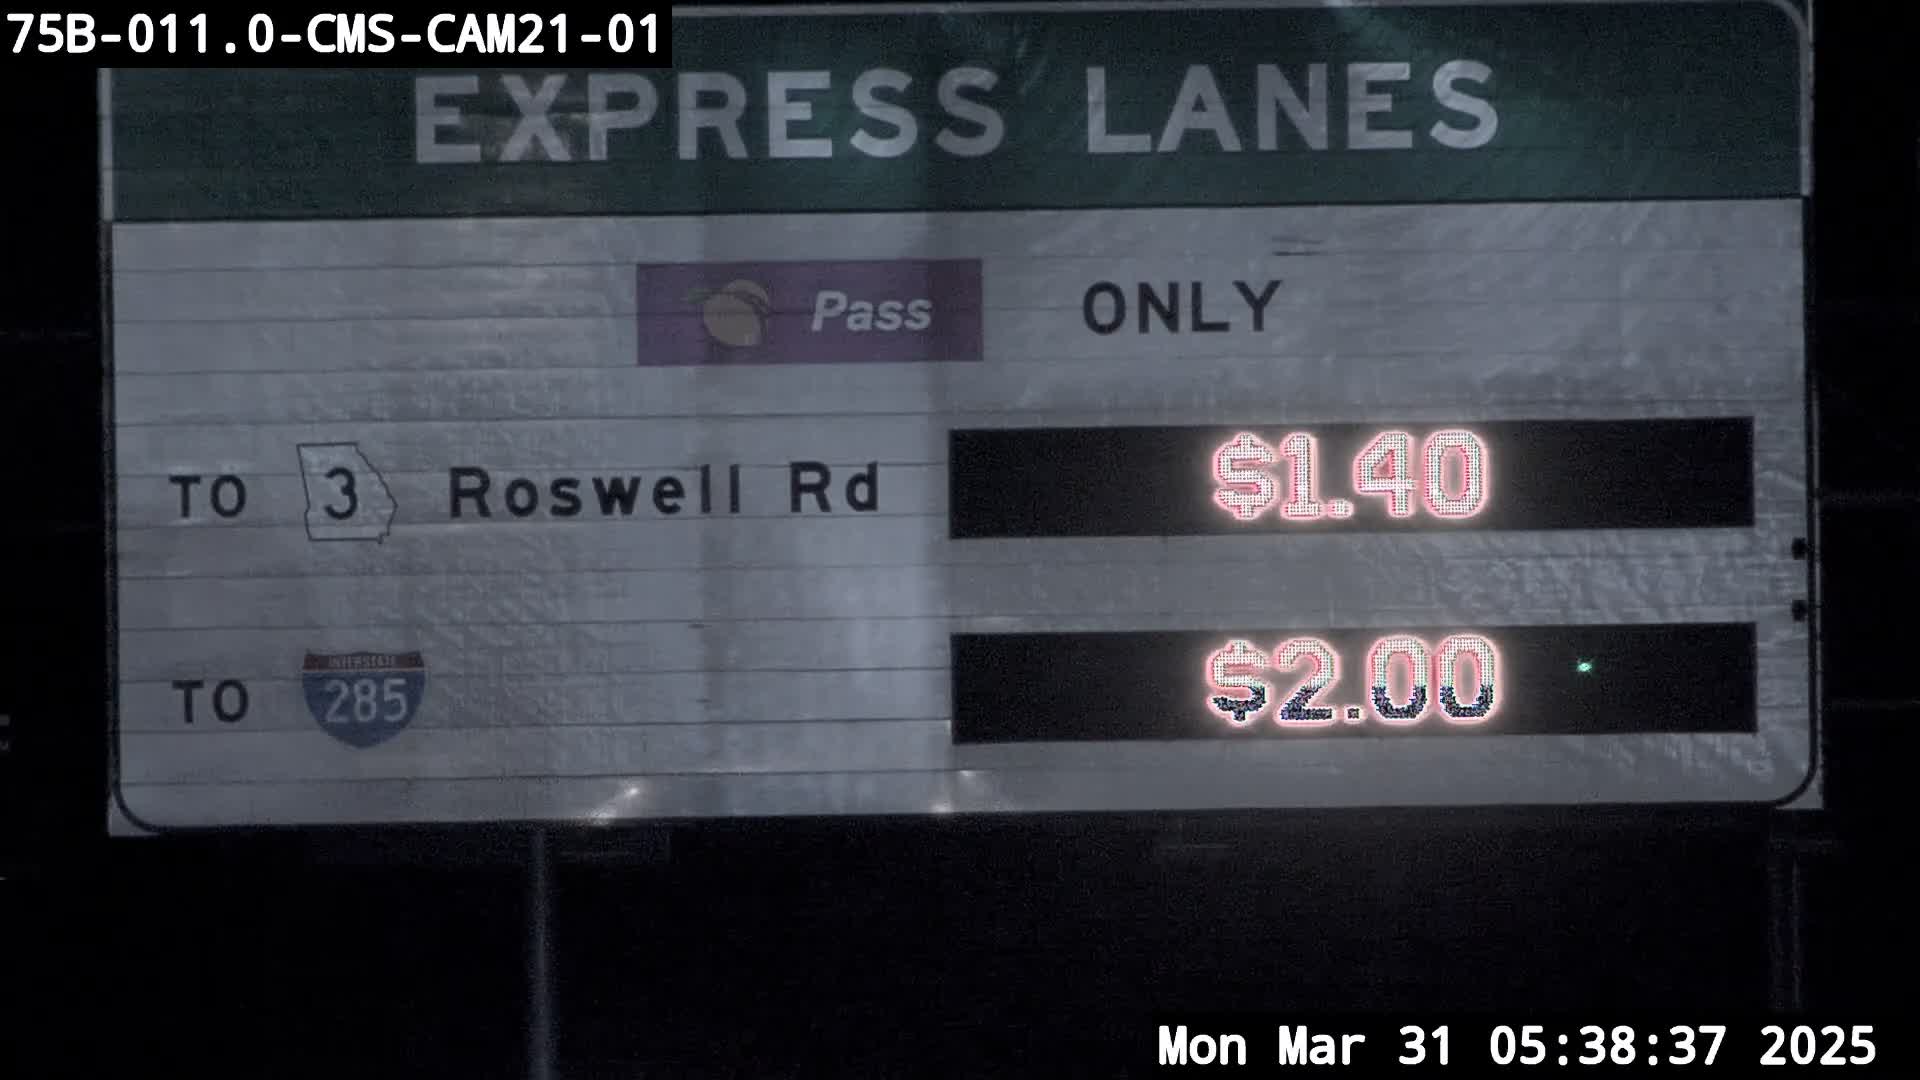 75B-011.0-CMS-CAM21-01
EXPRESS LANES
Pass ONLY
TO 3 Roswell Rd $1.40
TO INTERSTATE 285 $2.00
Mon Mar 31 05:38:37 2025